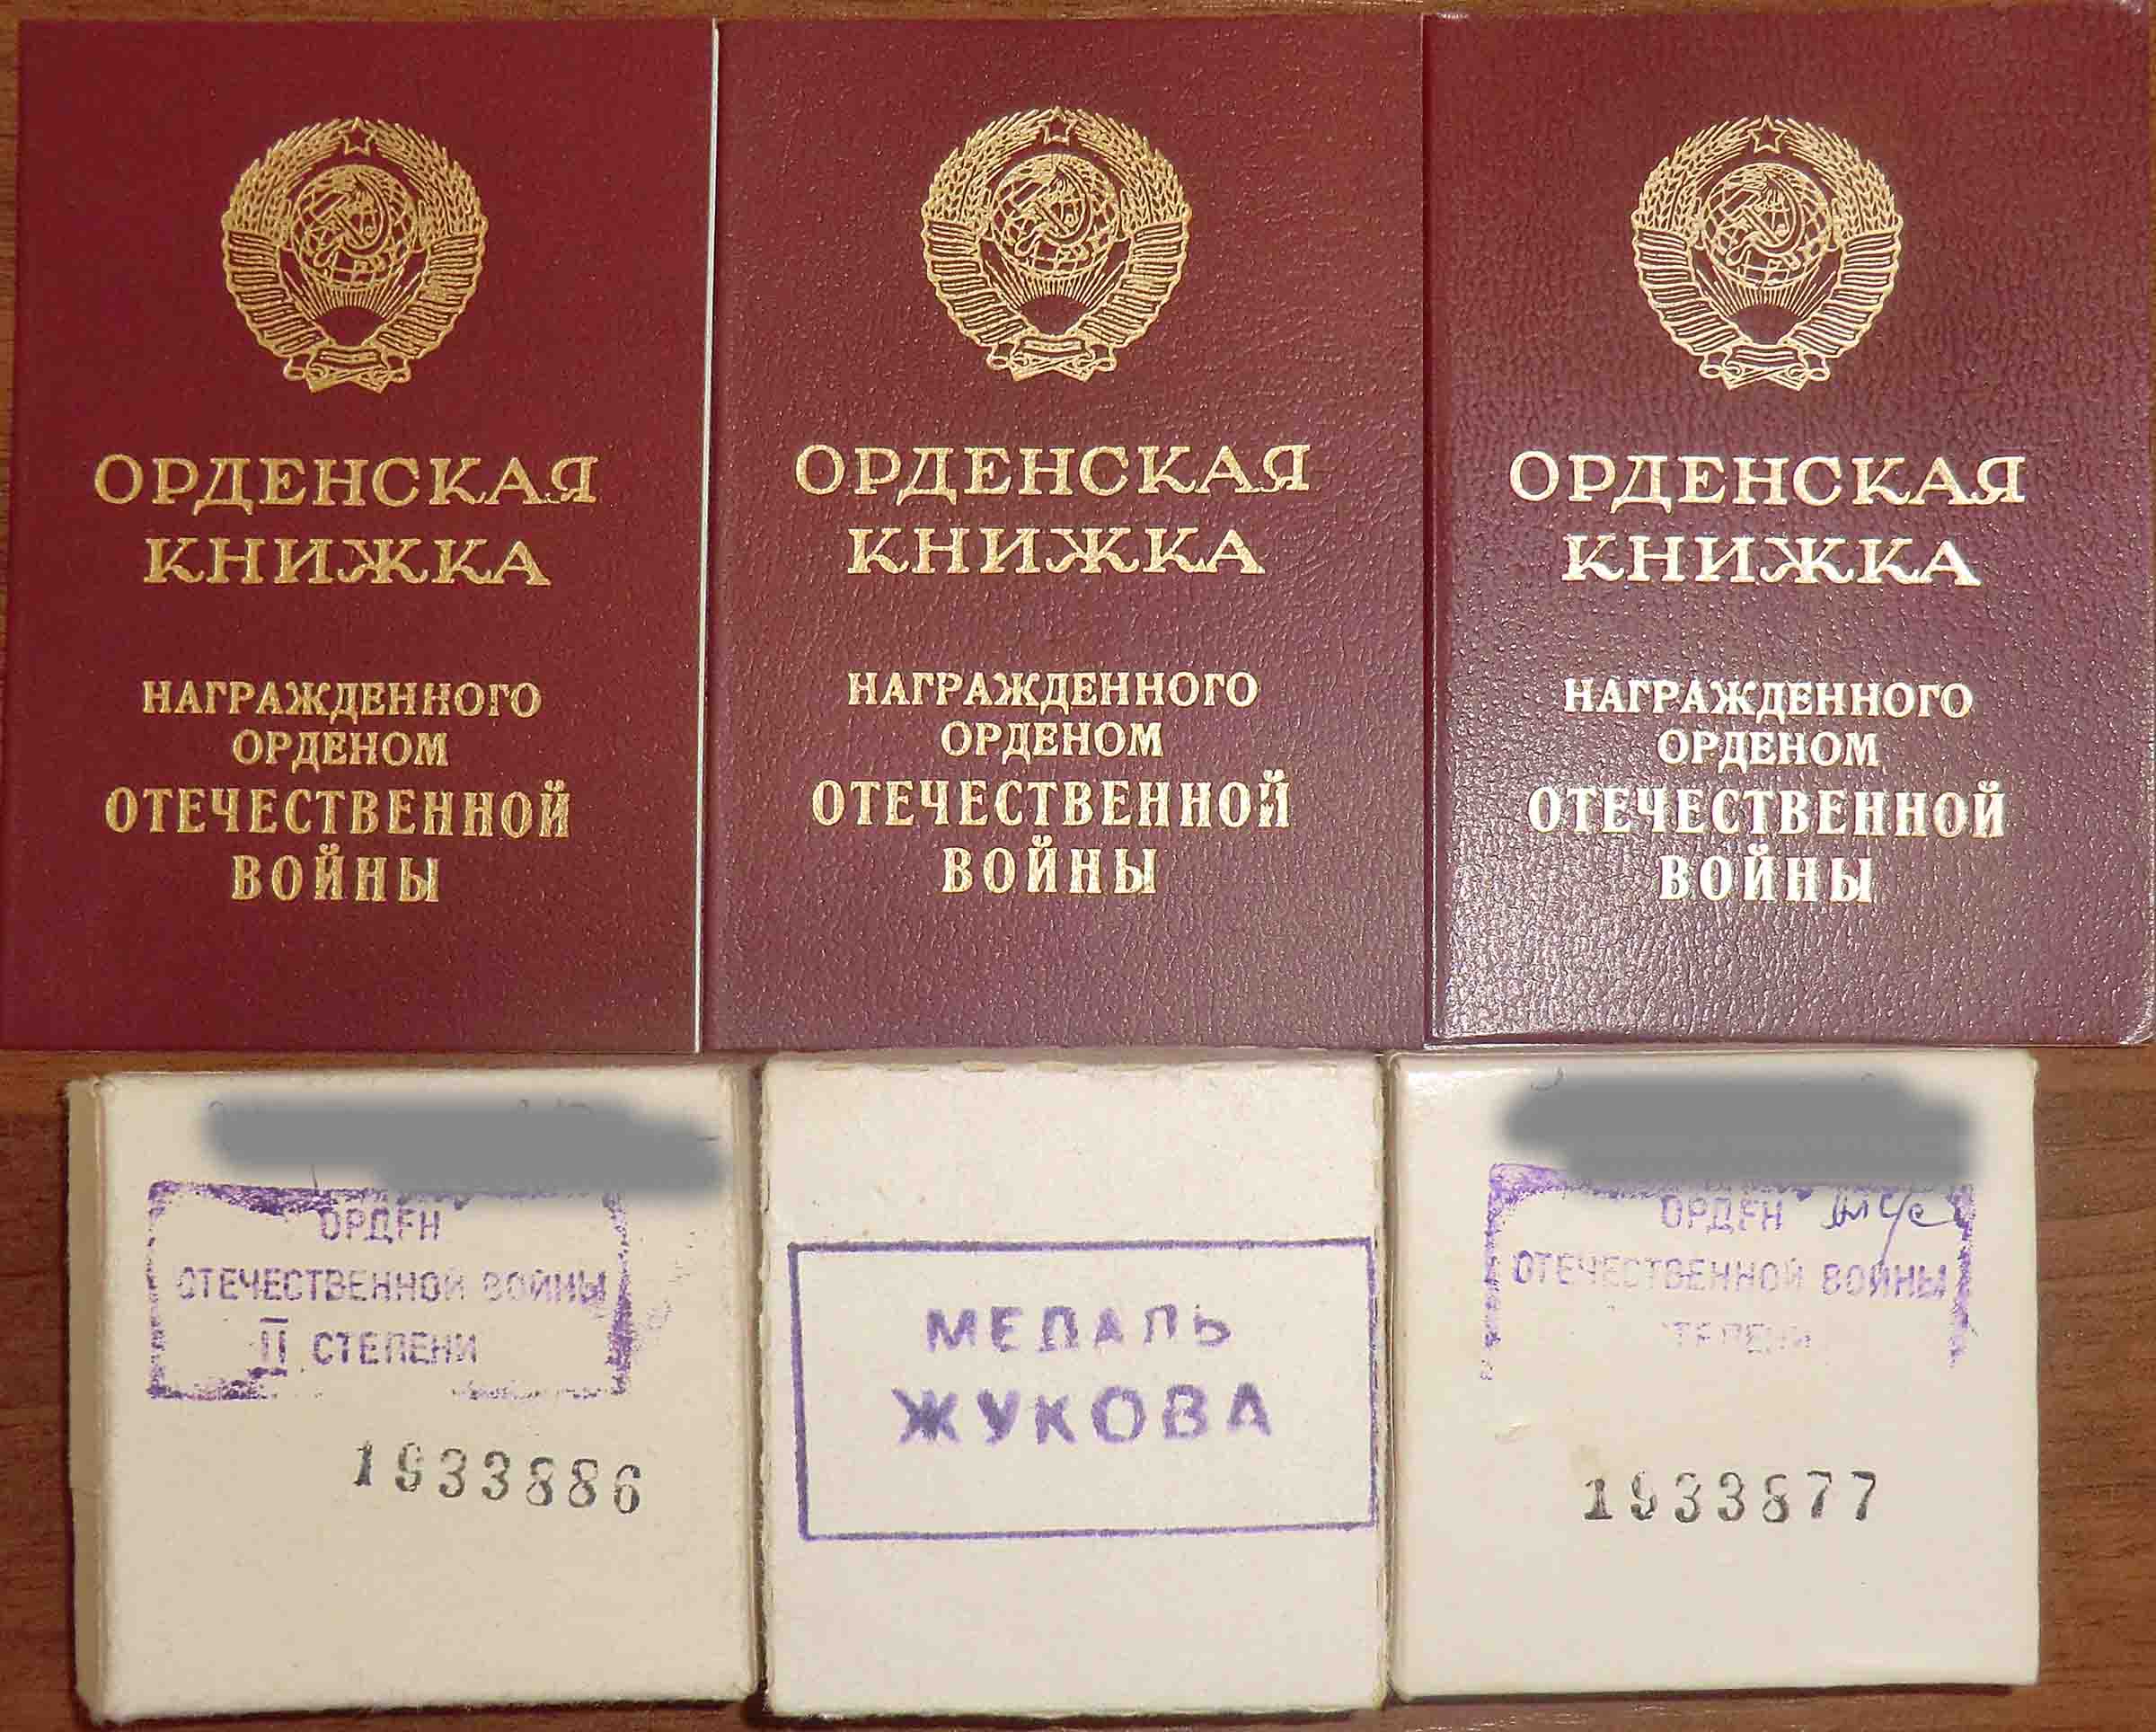 ОРДЕНСКАЯ
КНИЖКА
НАГРАЖДЕННОГО
ОРДЕНОМ
ОТЕЧЕСТВЕННОЙ
ВОЙНЫ
ОРДЕНСКАЯ
КНИЖКА
НАГРАЖДЕННОГО
ОРДЕНОМ
ОТЕЧЕСТВЕННОЙ
ВОЙНЫ
ОРДЕНСКАЯ
КНИЖКА
НАГРАЖДЕННОГО
ОРДЕНОМ
ОТЕЧЕСТВЕННОЙ
ВОЙНЫ
ОРДЕН
ОТЕЧЕСТВЕННОЙ ВОЙНЫ
II СТЕПЕНИ
1933886
МЕДАЛЬ
ЖУКОВА
ОРДЕН
ОТЕЧЕСТВЕННОЙ ВОЙНЫ
СТЕПЕНИ
1933877